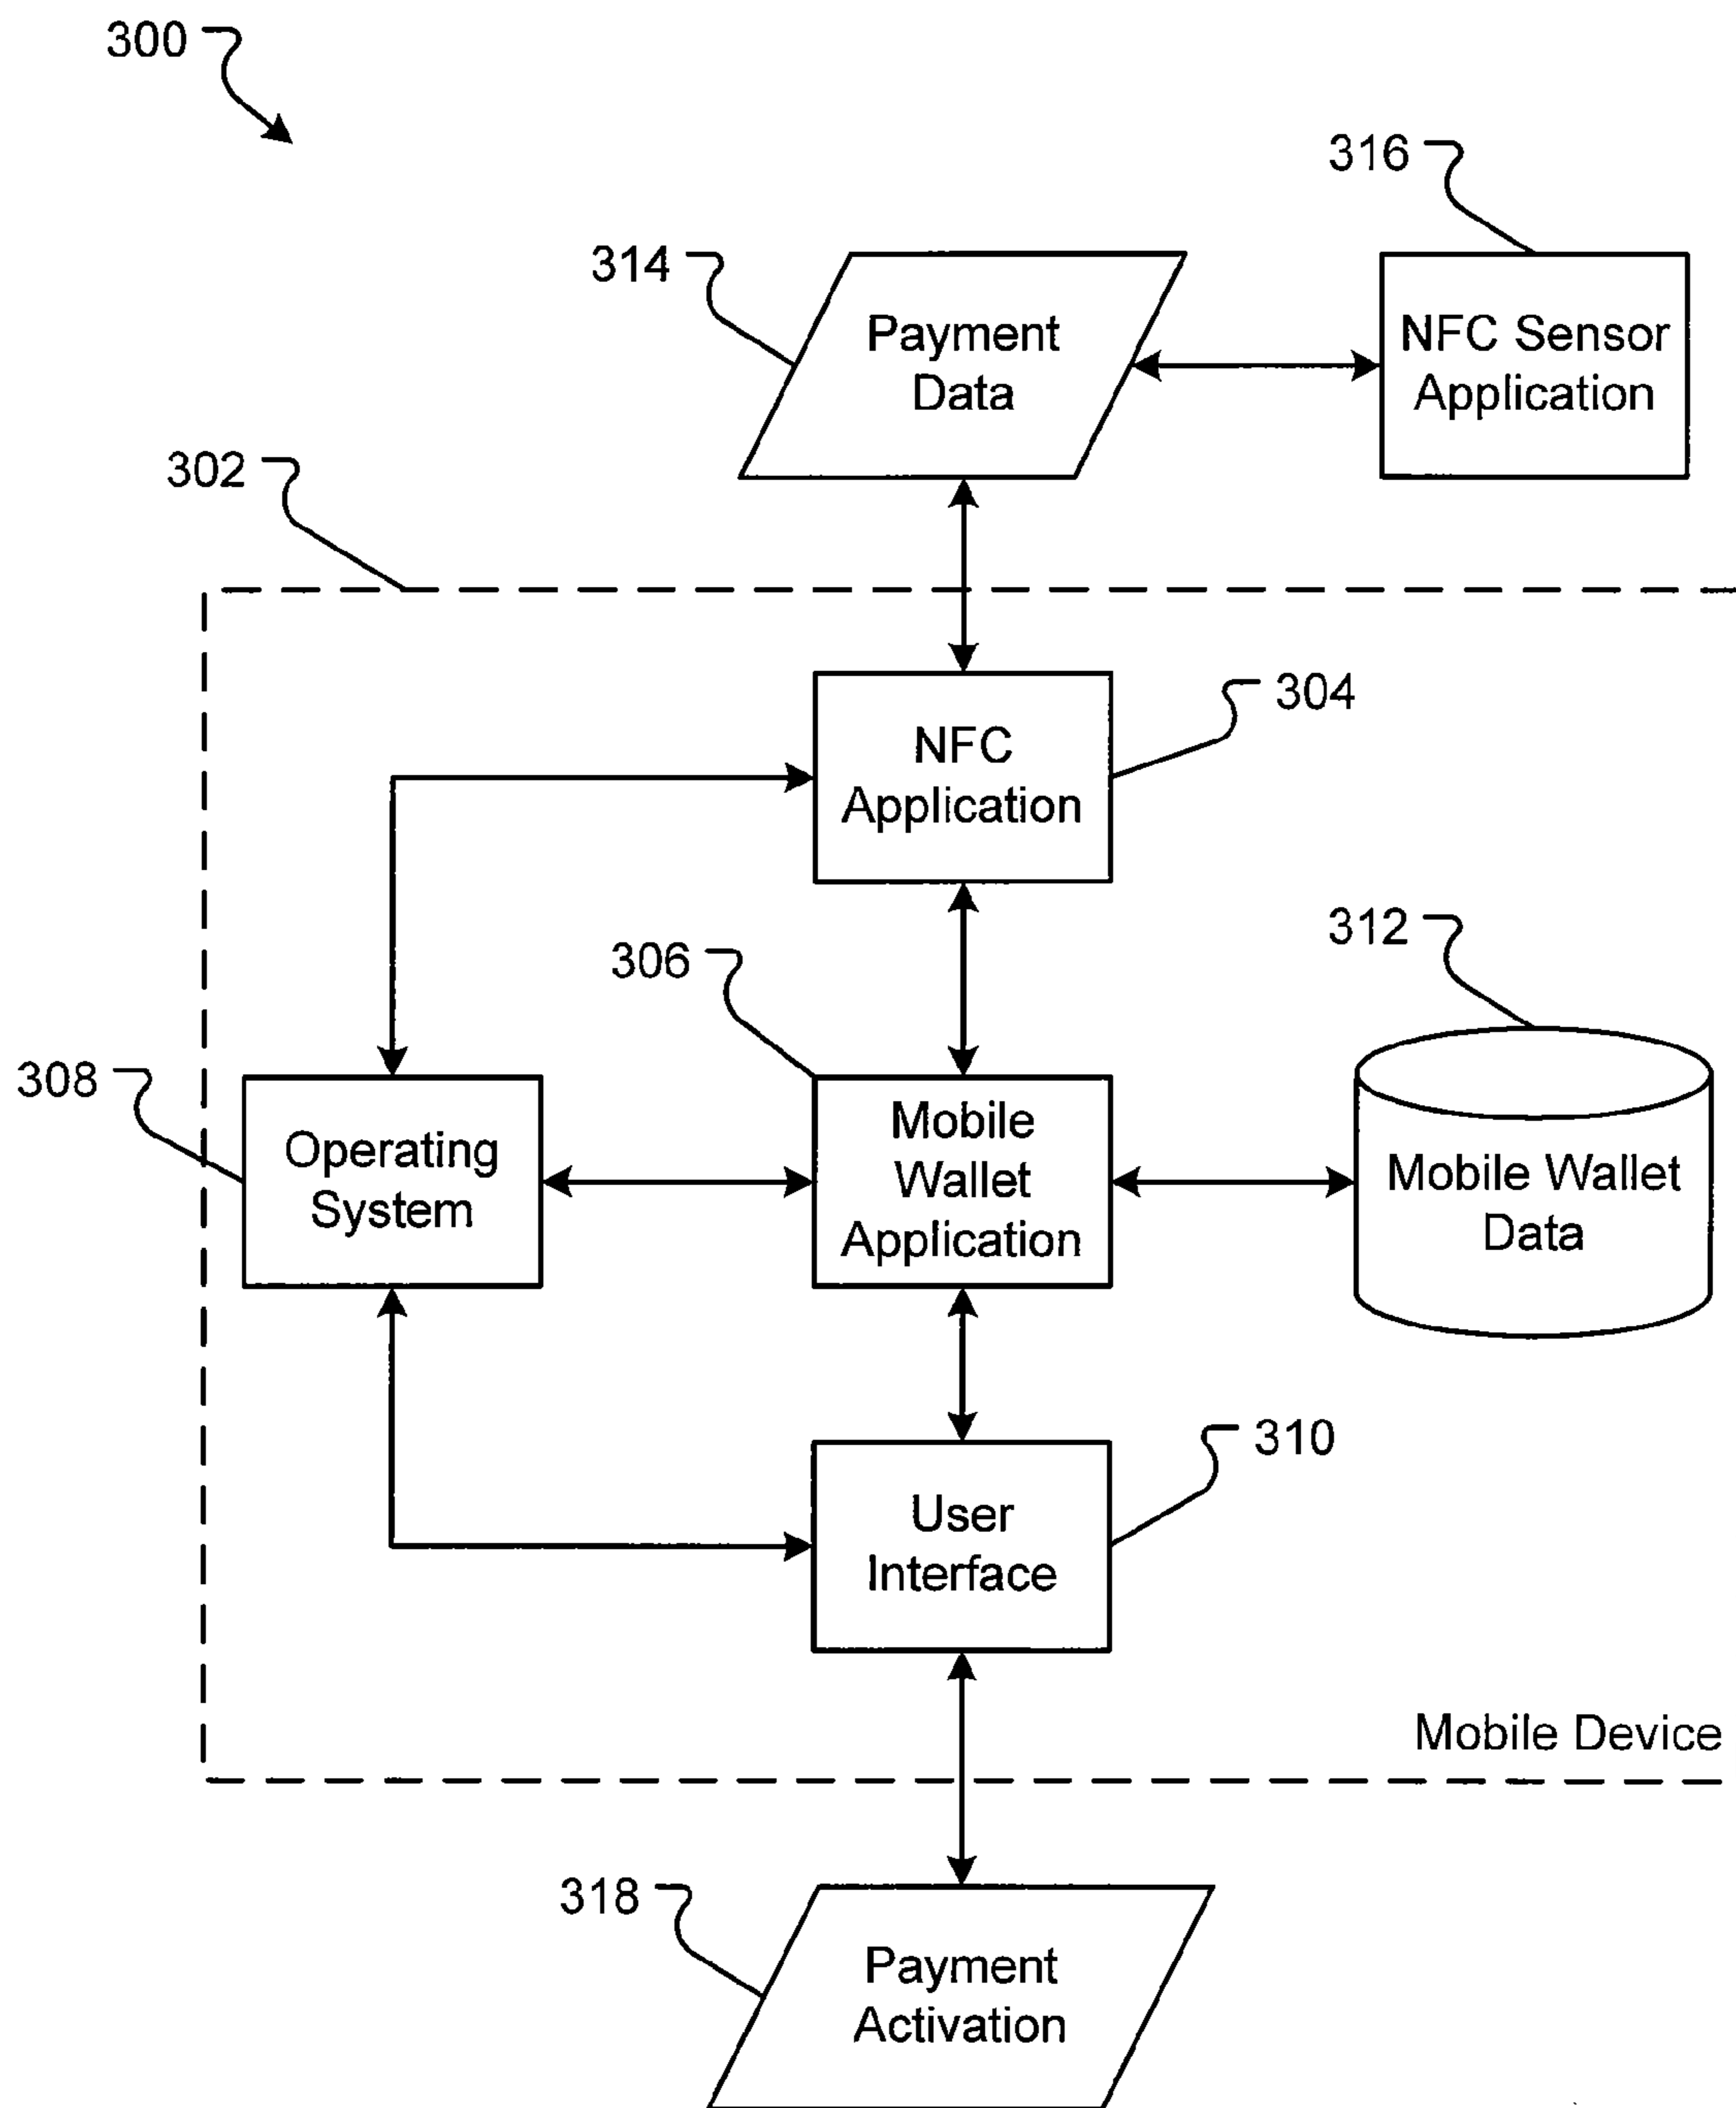 300
316
314
Payment
Data
NFC Sensor
Application
302
304
NFC
Application
306
312
308
Operating
System
Mobile
Wallet
Application
Mobile Wallet
Data
310
User
Interface
Mobile Device
318
Payment
Activation